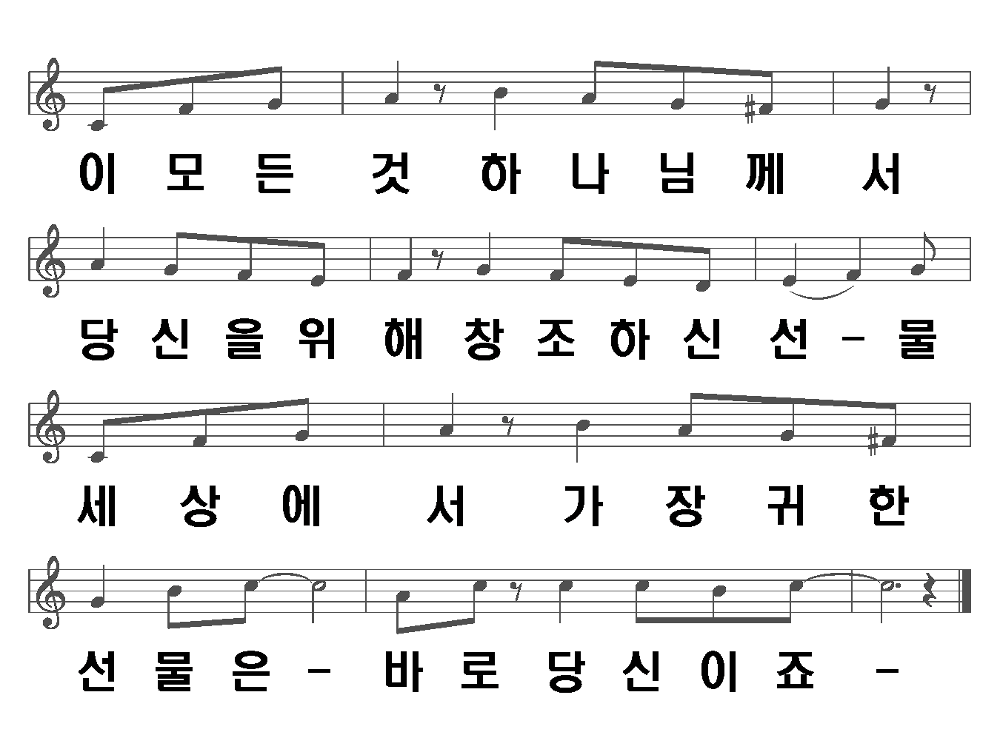 이 모 든 것 하 나 님 께 서
당 신 을 위 해 창 조 하 신 선 - 물
세 상 에 서 가 장 귀 한
선 물 은 - 바 로 당 신 이 죠 -